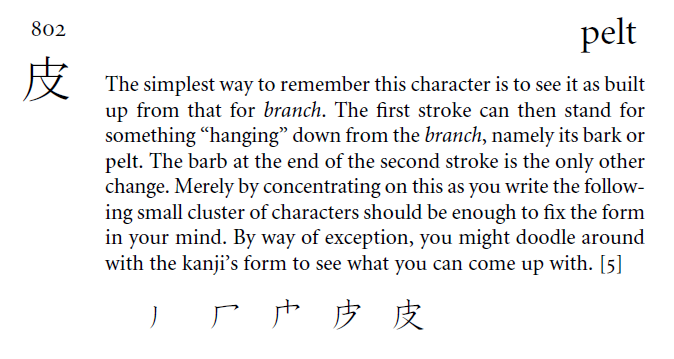 802
pelt
皮
The simplest way to remember this character is to see it as built
up from that for branch. The first stroke can then stand for
something “hanging” down from the branch, namely its bark or
pelt. The barb at the end of the second stroke is the only other
change. Merely by concentrating on this as you write the follow-
ing small cluster of characters should be enough to fix the form
in your mind. By way of exception, you might doodle around
with the kanji’s form to see what you can come up with. [5]
丿 厂 皮